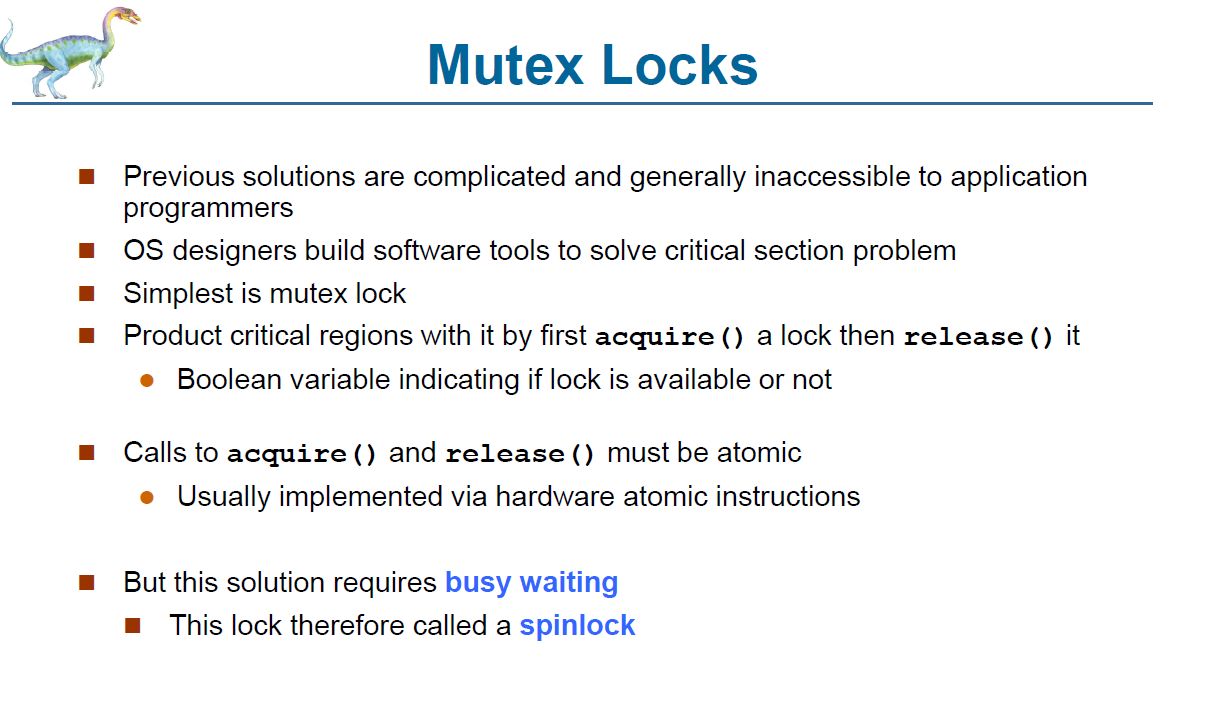 Mutex Locks
Previous solutions are complicated and generally inaccessible to application
programmers
OS designers build software tools to solve critical section problem
Simplest is mutex lock
Product critical regions with it by first acquire() a lock then release() it
Boolean variable indicating if lock is available or not
Calls to acquire() and release() must be atomic
Usually implemented via hardware atomic instructions
But this solution requires busy waiting
This lock therefore called a spinlock